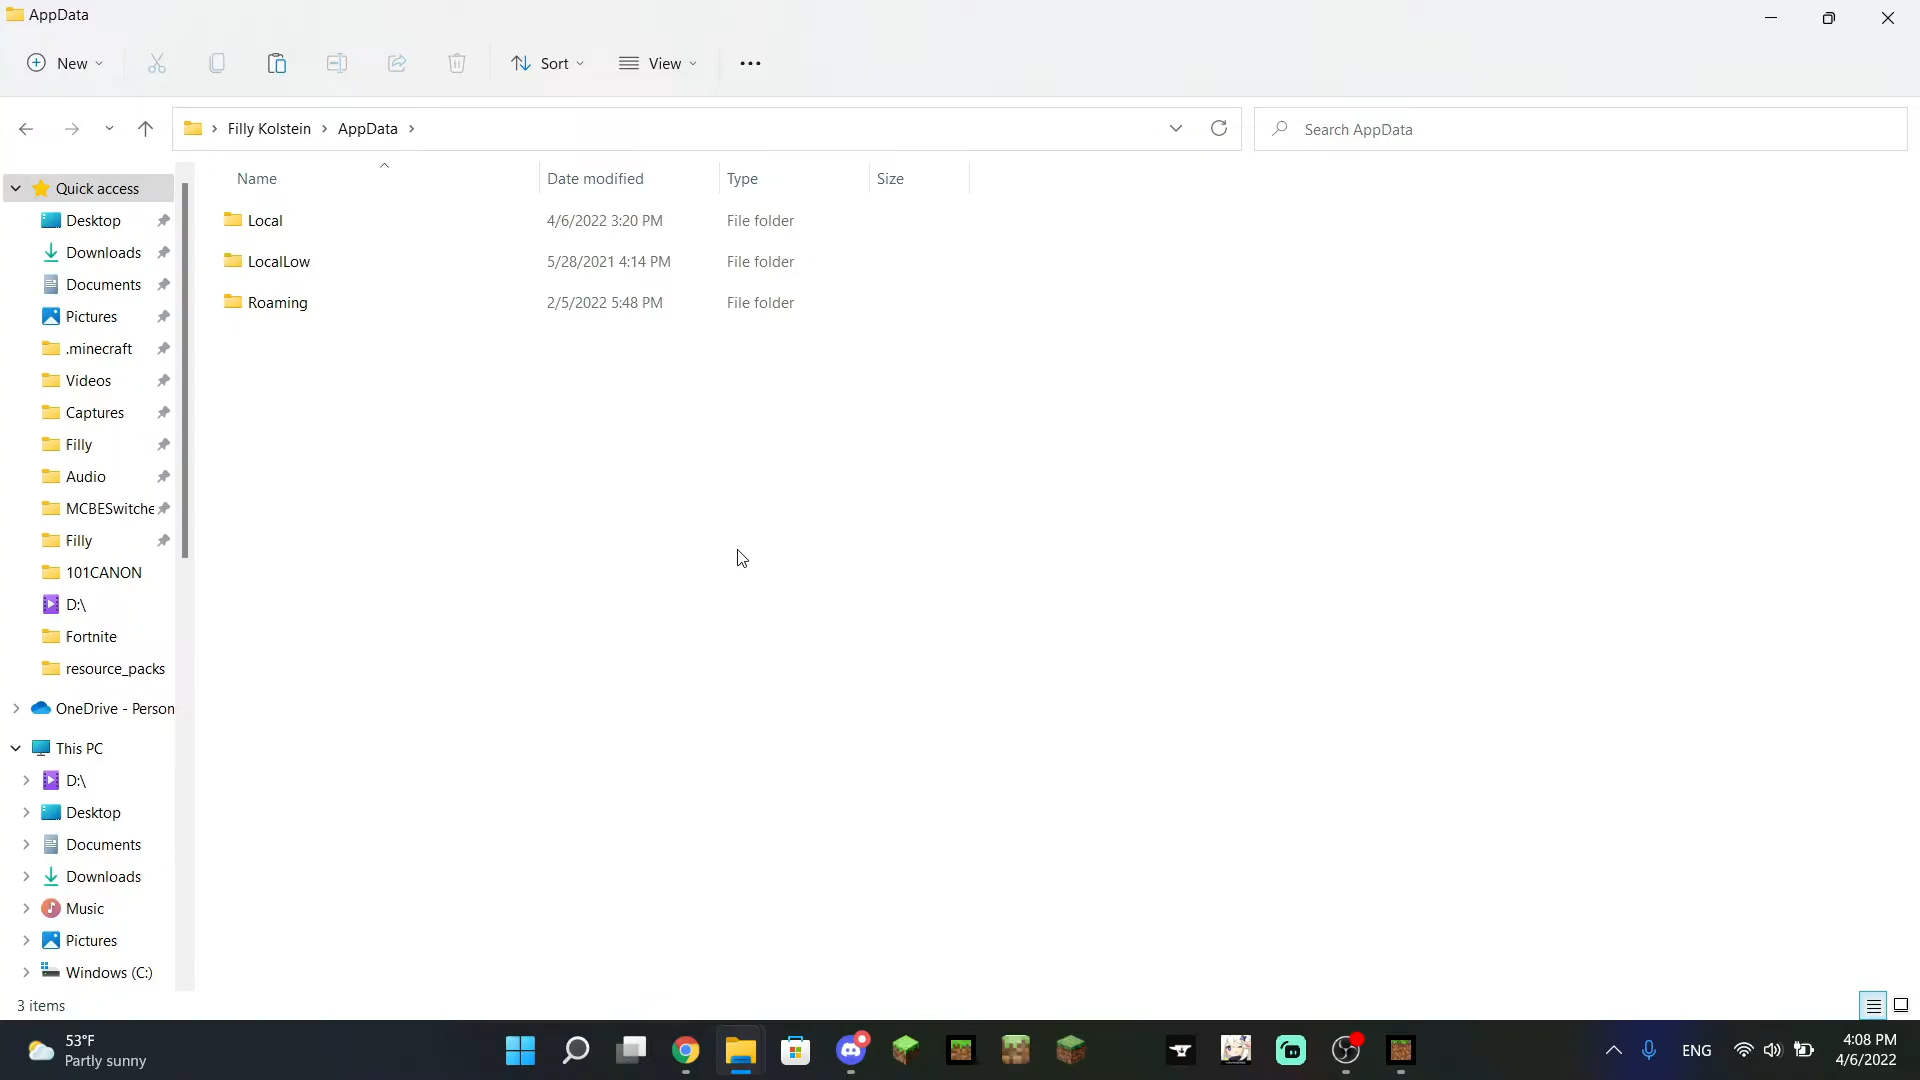 AppData
New
Sort
View
Filly Kolstein
AppData
Search AppData
Name
Date modified
Type
Size
Local
4/6/2022 3:20 PM
File folder
LocalLow
5/28/2021 4:14 PM
File folder
Roaming
2/5/2022 5:48 PM
File folder
Quick access
Desktop
Downloads
Documents
Pictures
.minecraft
Videos
Captures
Filly
Audio
MCBESwitche
Filly
101CANON
D:\
Fortnite
resource_packs
OneDrive - Person
This PC
D:\
Desktop
Documents
Downloads
Music
Pictures
Windows (C:)
3 items
53°F
Partly sunny
ENG
4:08 PM
4/6/2022